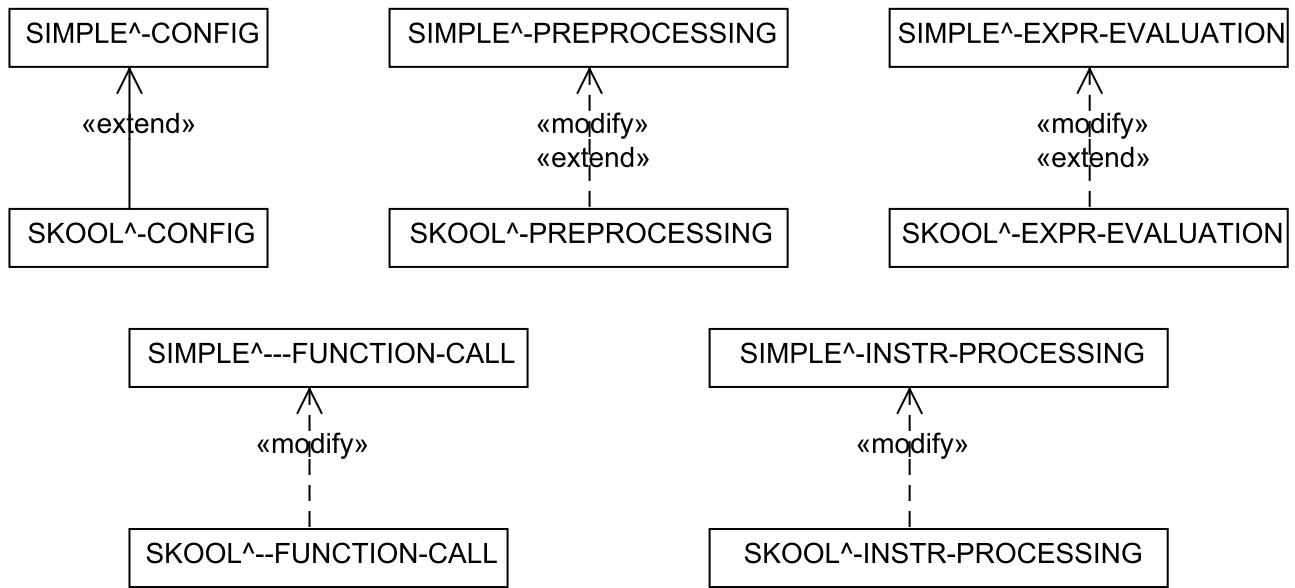 SIMPLE^-CONFIG
SIMPLE^-PREPROCESSING
SIMPLE^-EXPR-EVALUATION
«extend»
«modify»
«extend»
«modify»
«extend»
SKOOL^-CONFIG
SKOOL^-PREPROCESSING
SKOOL^-EXPR-EVALUATION
SIMPLE^---FUNCTION-CALL
SIMPLE^-INSTR-PROCESSING
«modify»
«modify»
SKOOL^--FUNCTION-CALL
SKOOL^-INSTR-PROCESSING